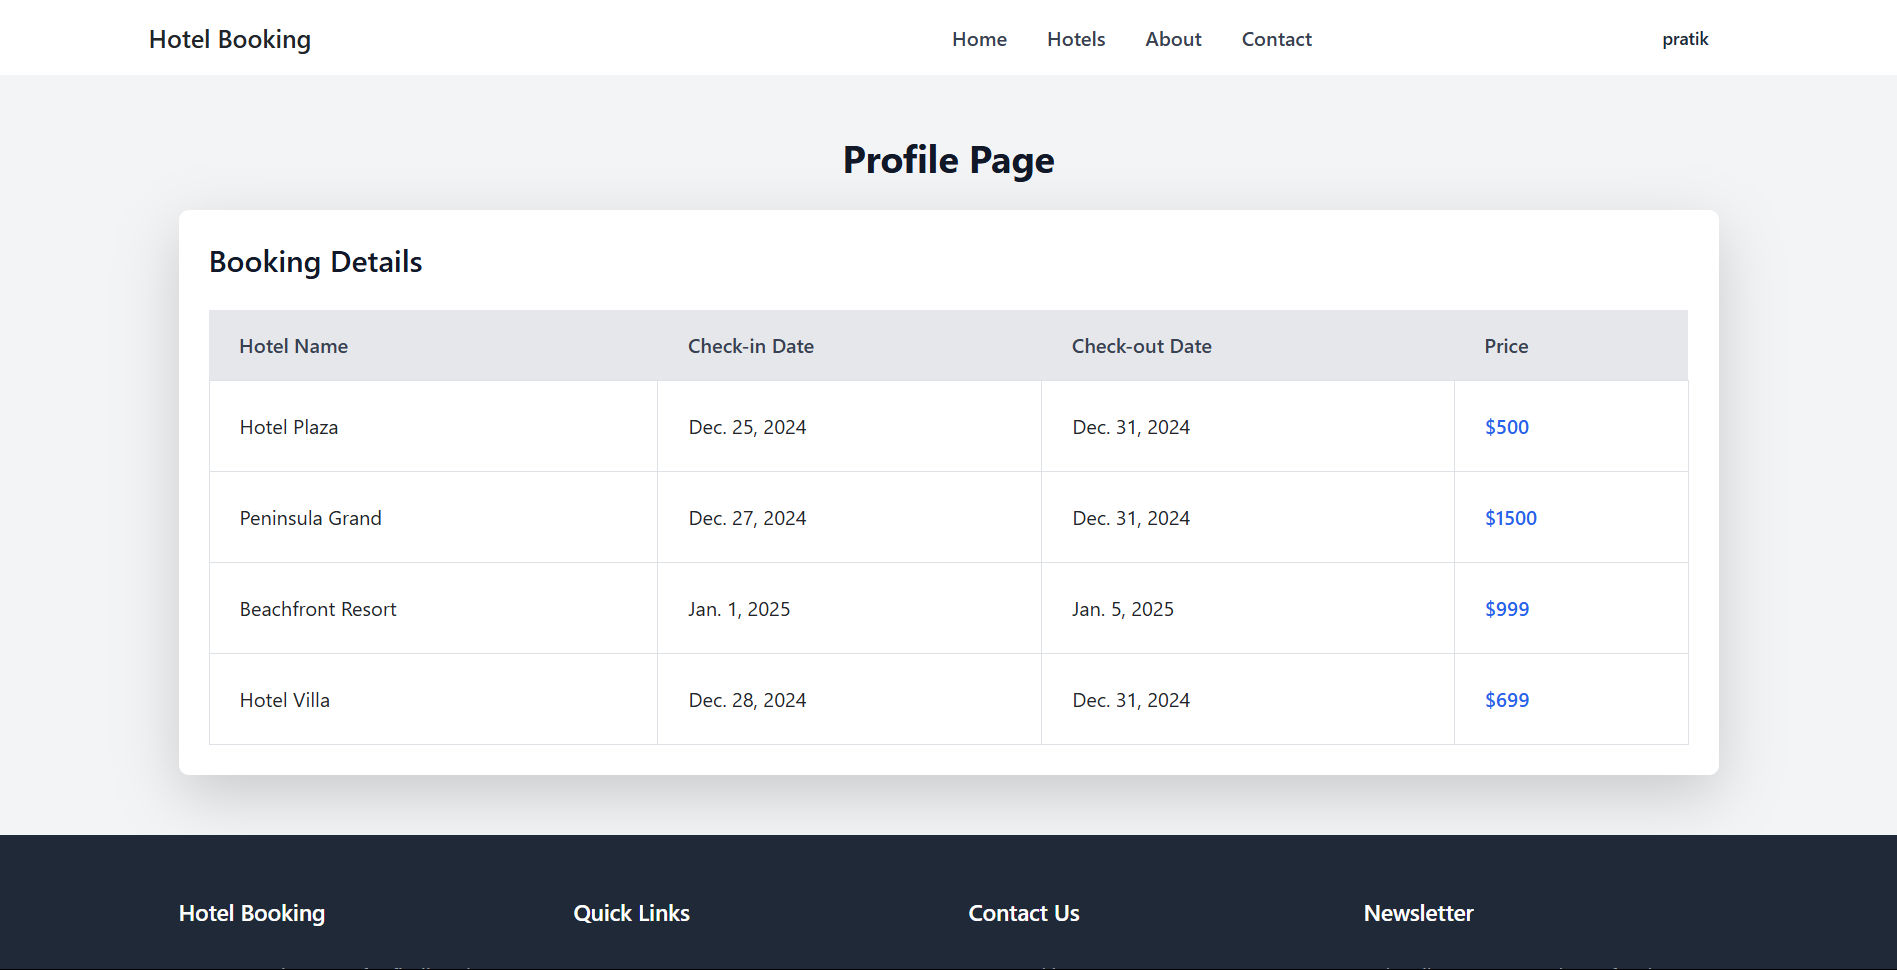 Hotel Booking Home Hotels About Contact pratik
Profile Page
Booking Details
Hotel Name Check-in Date Check-out Date Price
Hotel Plaza Dec. 25, 2024 Dec. 31, 2024 $500
Peninsula Grand Dec. 27, 2024 Dec. 31, 2024 $1500
Beachfront Resort Jan. 1, 2025 Jan. 5, 2025 $999
Hotel Villa Dec. 28, 2024 Dec. 31, 2024 $699
Hotel Booking Quick Links Contact Us Newsletter